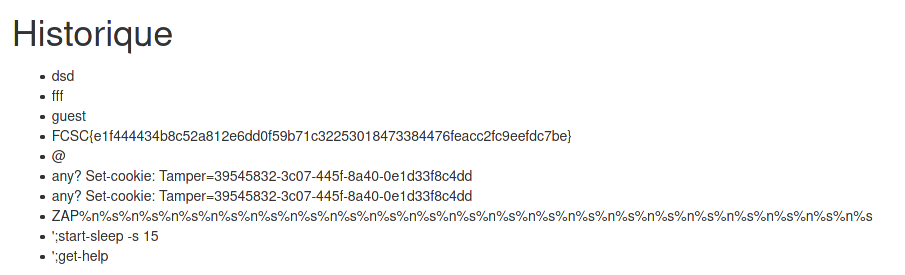 Historique
dsd
fff
guest
FCSC{e1f444434b8c52a812e6dd0f59b71c32253018473384476feacc2fc9eefdc7be}
@
any? Set-cookie: Tamper=39545832-3c07-445f-8a40-0e1d33f8c4dd
any? Set-cookie: Tamper=39545832-3c07-445f-8a40-0e1d33f8c4dd
ZAP%n%s%n%s%n%s%n%s%n%s%n%s%n%s%n%s%n%s%n%s%n%s%n%s%n%s%n%s%n%s%n%s%n%s%n%s%n%s%n%s
';start-sleep -s 15
';get-help